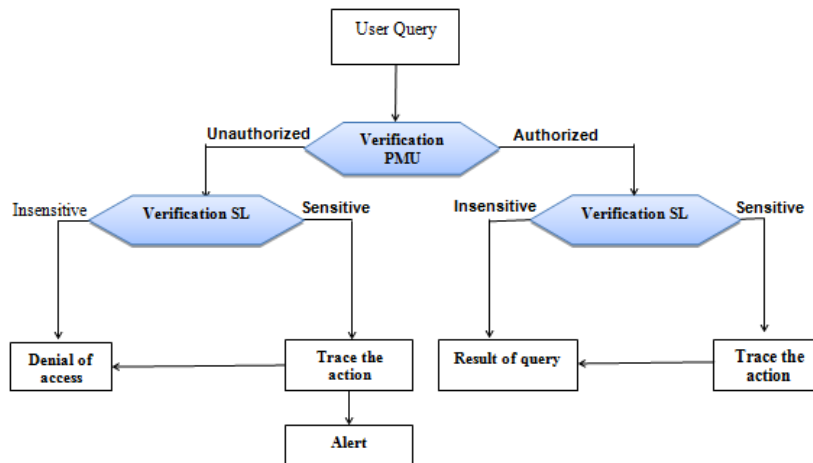 User Query
Unauthorized
Verification
PMU
Authorized
Insensitive
Verification SL
Sensitive
Insensitive
Verification SL
Sensitive
Denial of
access
Trace the
action
Result of query
Trace the
action
Alert